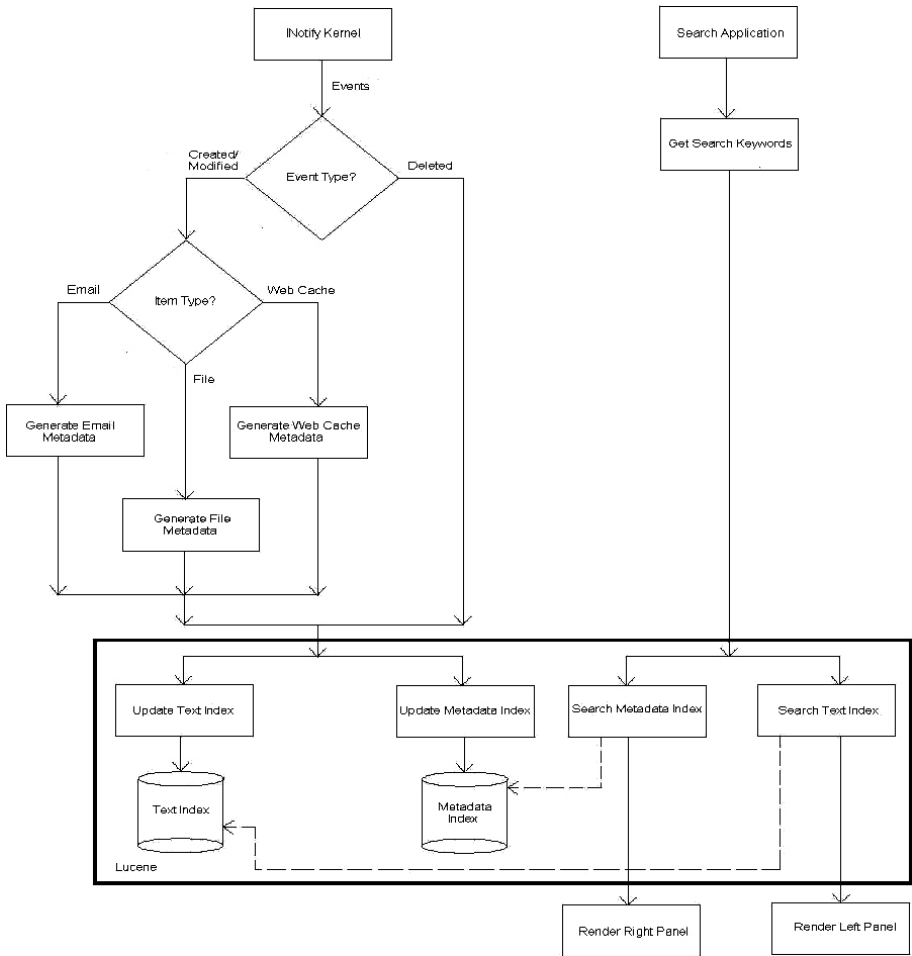 INotify Kernel
Search Application
Events
Get Search Keywords
Created/
Modified
Deleted
Event Type?
Email
Web Cache
Item Type?
File
Generate Email
Metadata
Generate Web Cache
Metadata
Generate File
Metadata
Update Text Index
Update Metadata Index
Search Metadata Index
Search Text Index
Text Index
Metadata
Index
Lucene
Render Right Panel
Render Left Panel